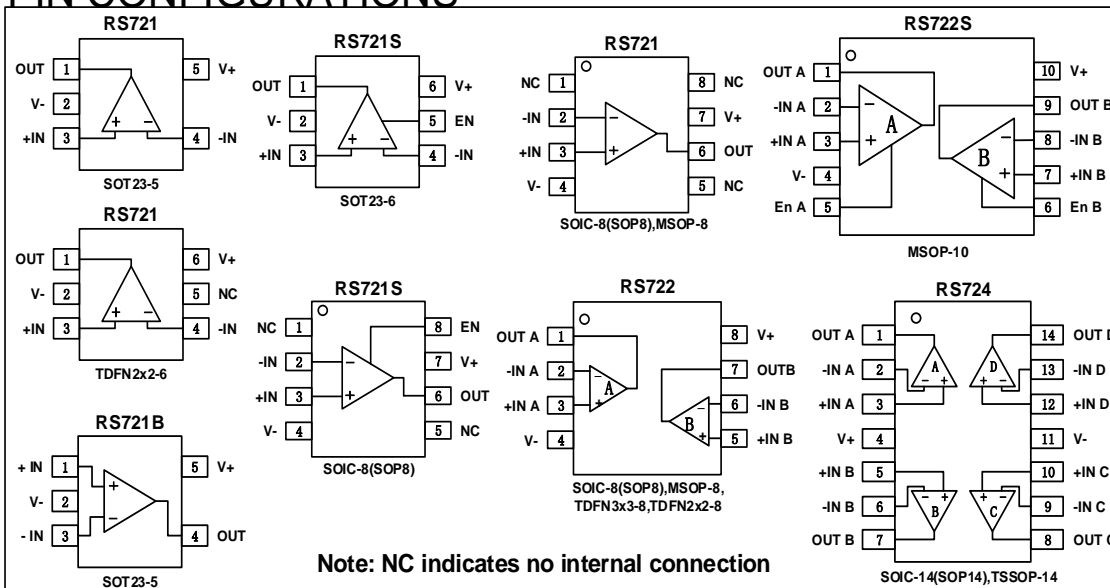 PIN CONFIGURATIONS
RS721
OUT 1
V- 2
+IN 3
5 V+
4 -IN
+ −
SOT23-5
RS721S
OUT 1
V- 2
+IN 3
6 V+
5 EN
4 -IN
+ −
SOT23-6
RS721
NC 1
-IN 2
+IN 3
V- 4
8 NC
7 V+
6 OUT
5 NC
−
+
SOIC-8(SOP8),MSOP-8
RS722S
OUT A 1
-IN A 2
+IN A 3
V- 4
En A 5
10 V+
9 OUT B
8 -IN B
7 +IN B
6 En B
− A +
− B +
MSOP-10
RS721
OUT 1
V- 2
+IN 3
6 V+
5 NC
4 -IN
+ −
TDFN2x2-6
RS721S
NC 1
-IN 2
+IN 3
V- 4
8 EN
7 V+
6 OUT
5 NC
−
+
SOIC-8(SOP8)
RS722
OUT A 1
-IN A 2
+IN A 3
V- 4
8 V+
7 OUTB
6 -IN B
5 +IN B
− A +
− B +
SOIC-8(SOP8),MSOP-8,
TDFN3x3-8,TDFN2x2-8
RS724
OUT A 1
-IN A 2
+IN A 3
V+ 4
+IN B 5
-IN B 6
OUT B 7
14 OUT
13 -IN D
12 +IN D
11 V-
10 +IN C
9 -IN C
8 OUT
A − +
D − +
− + B
+ − C
SOIC-14(SOP14),TSSOP-14
RS721B
+ IN 1
V- 2
- IN 3
5 V+
4 OUT
+
−
SOT23-5
Note: NC indicates no internal connection